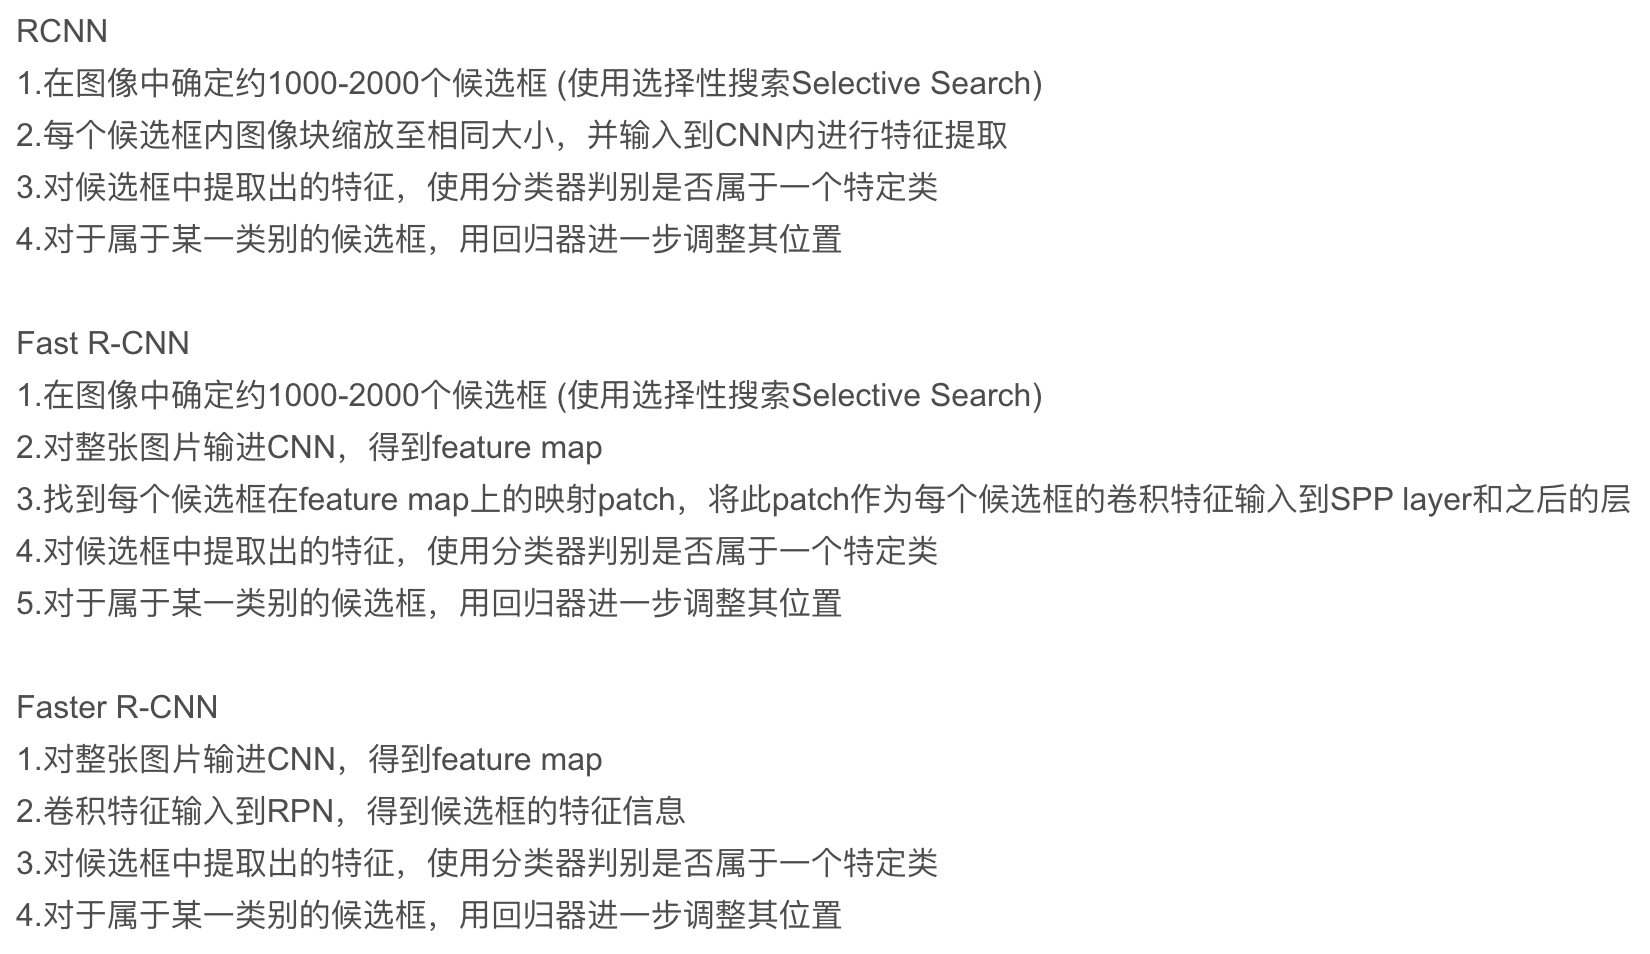 RCNN
1.在图像中确定约1000-2000个候选框 (使用选择性搜索Selective Search)
2.每个候选框内图像块缩放至相同大小，并输入到CNN内进行特征提取
3.对候选框中提取出的特征，使用分类器判别是否属于一个特定类
4.对于属于某一类别的候选框，用回归器进一步调整其位置
Fast R-CNN
1.在图像中确定约1000-2000个候选框 (使用选择性搜索Selective Search)
2.对整张图片输进CNN，得到feature map
3.找到每个候选框在feature map上的映射patch，将此patch作为每个候选框的卷积特征输入到SPP layer和之后的层
4.对候选框中提取出的特征，使用分类器判别是否属于一个特定类
5.对于属于某一类别的候选框，用回归器进一步调整其位置
Faster R-CNN
1.对整张图片输进CNN，得到feature map
2.卷积特征输入到RPN，得到候选框的特征信息
3.对候选框中提取出的特征，使用分类器判别是否属于一个特定类
4.对于属于某一类别的候选框，用回归器进一步调整其位置